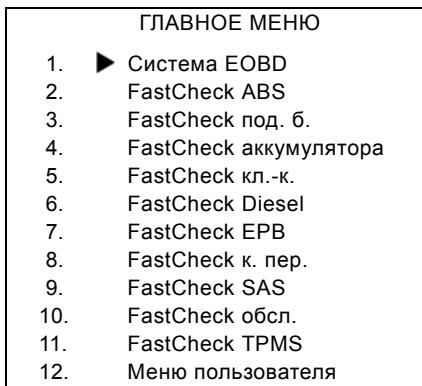 ГЛАВНОЕ МЕНЮ
1. ▶ Система EOBD
2. FastCheck ABS
3. FastCheck под. б.
4. FastCheck аккумулятора
5. FastCheck кл.-к.
6. FastCheck Diesel
7. FastCheck EPB
8. FastCheck к. пер.
9. FastCheck SAS
10. FastCheck обсл.
11. FastCheck TPMS
12. Меню пользователя